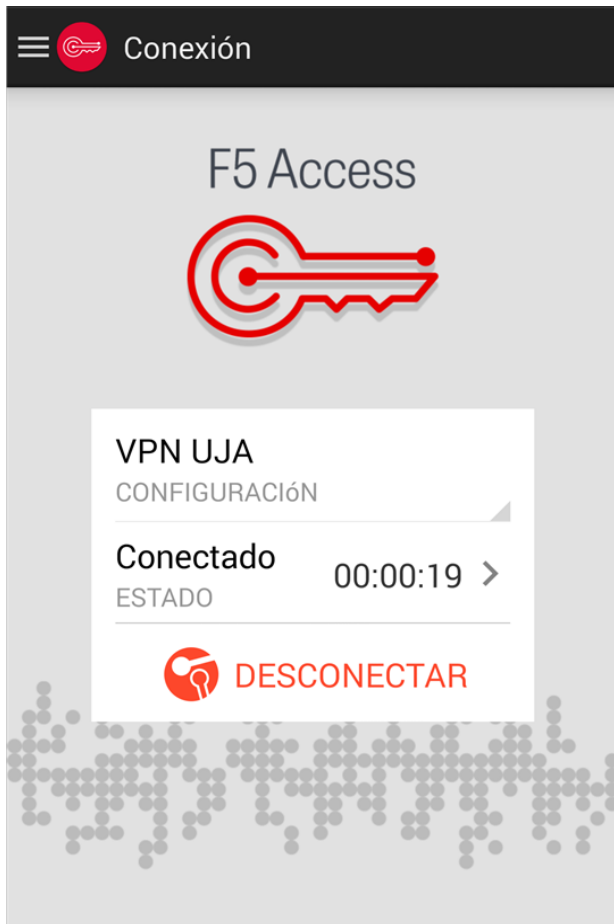 Conexión
F5 Access
VPN UJA
CONFIGURACIóN
Conectado
00:00:19
ESTADO
DESCONECTAR